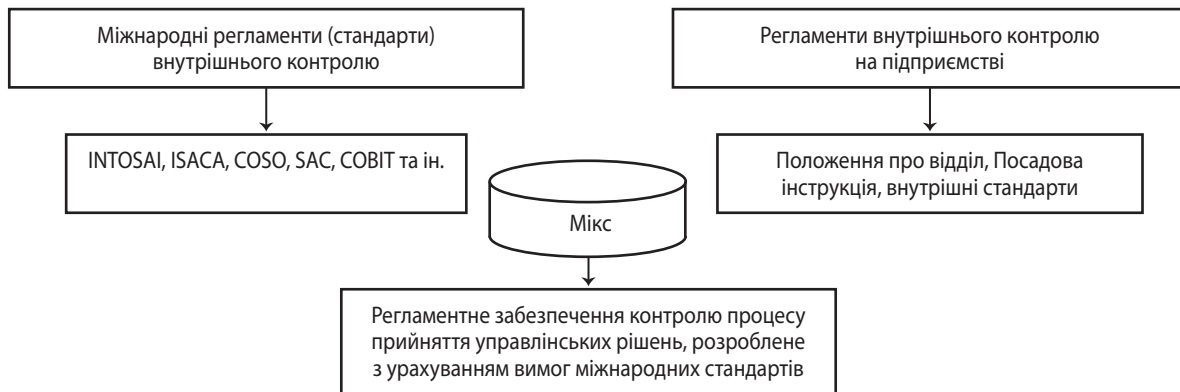 Міжнародні регламенти (стандарти)
внутрішнього контролю
Регламенти внутрішнього контролю
на підприємстві
INTOSAI, ISACA, COSO, SAC, COBIT та ін.
Положення про відділ, Посадова
інструкція, внутрішні стандарти
Мікс
Регламентне забезпечення контролю процесу
прийняття управлінських рішень, розроблене
з урахуванням вимог міжнародних стандартів